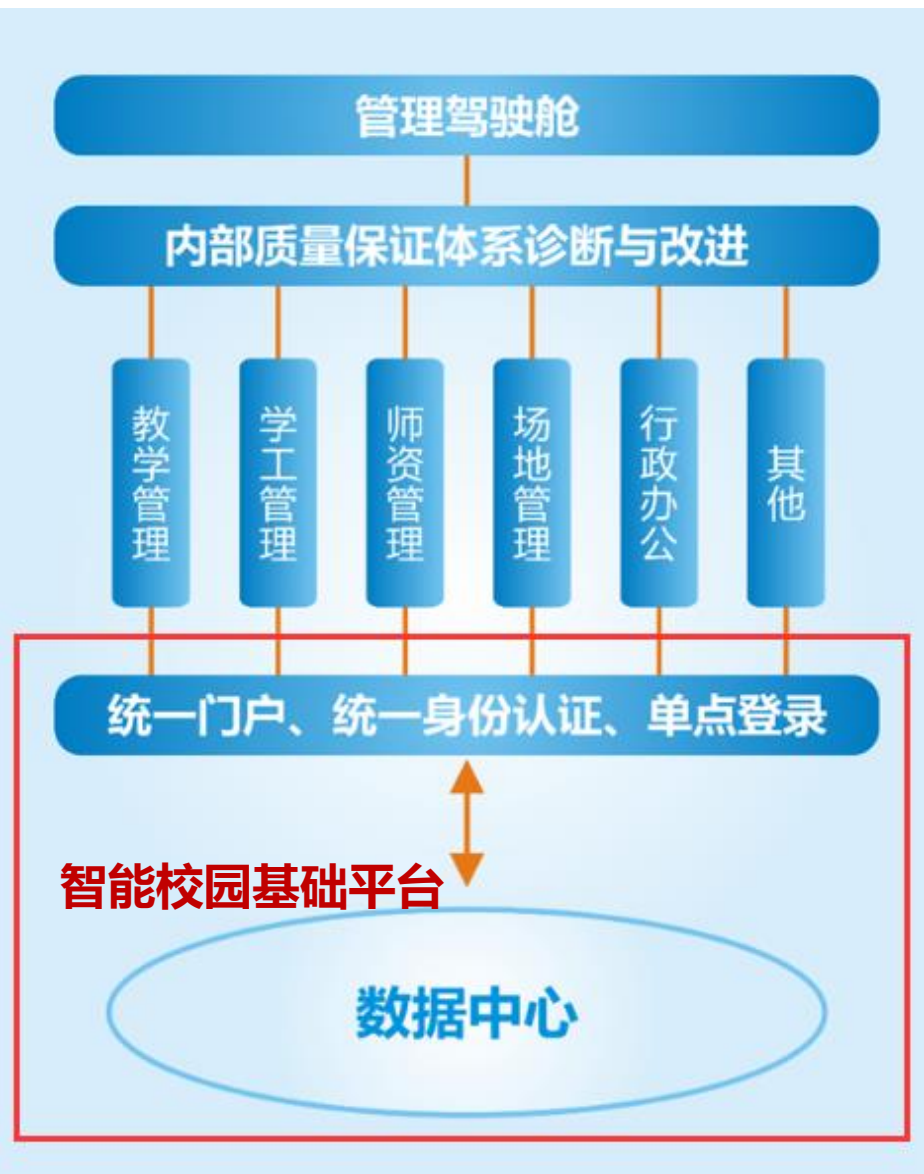 管理驾驶舱
内部质量保证体系诊断与改进
教学管理
学工管理
师资管理
场地管理
行政办公
其他
统一门户、统一身份认证、单点登录
智能校园基础平台
数据中心